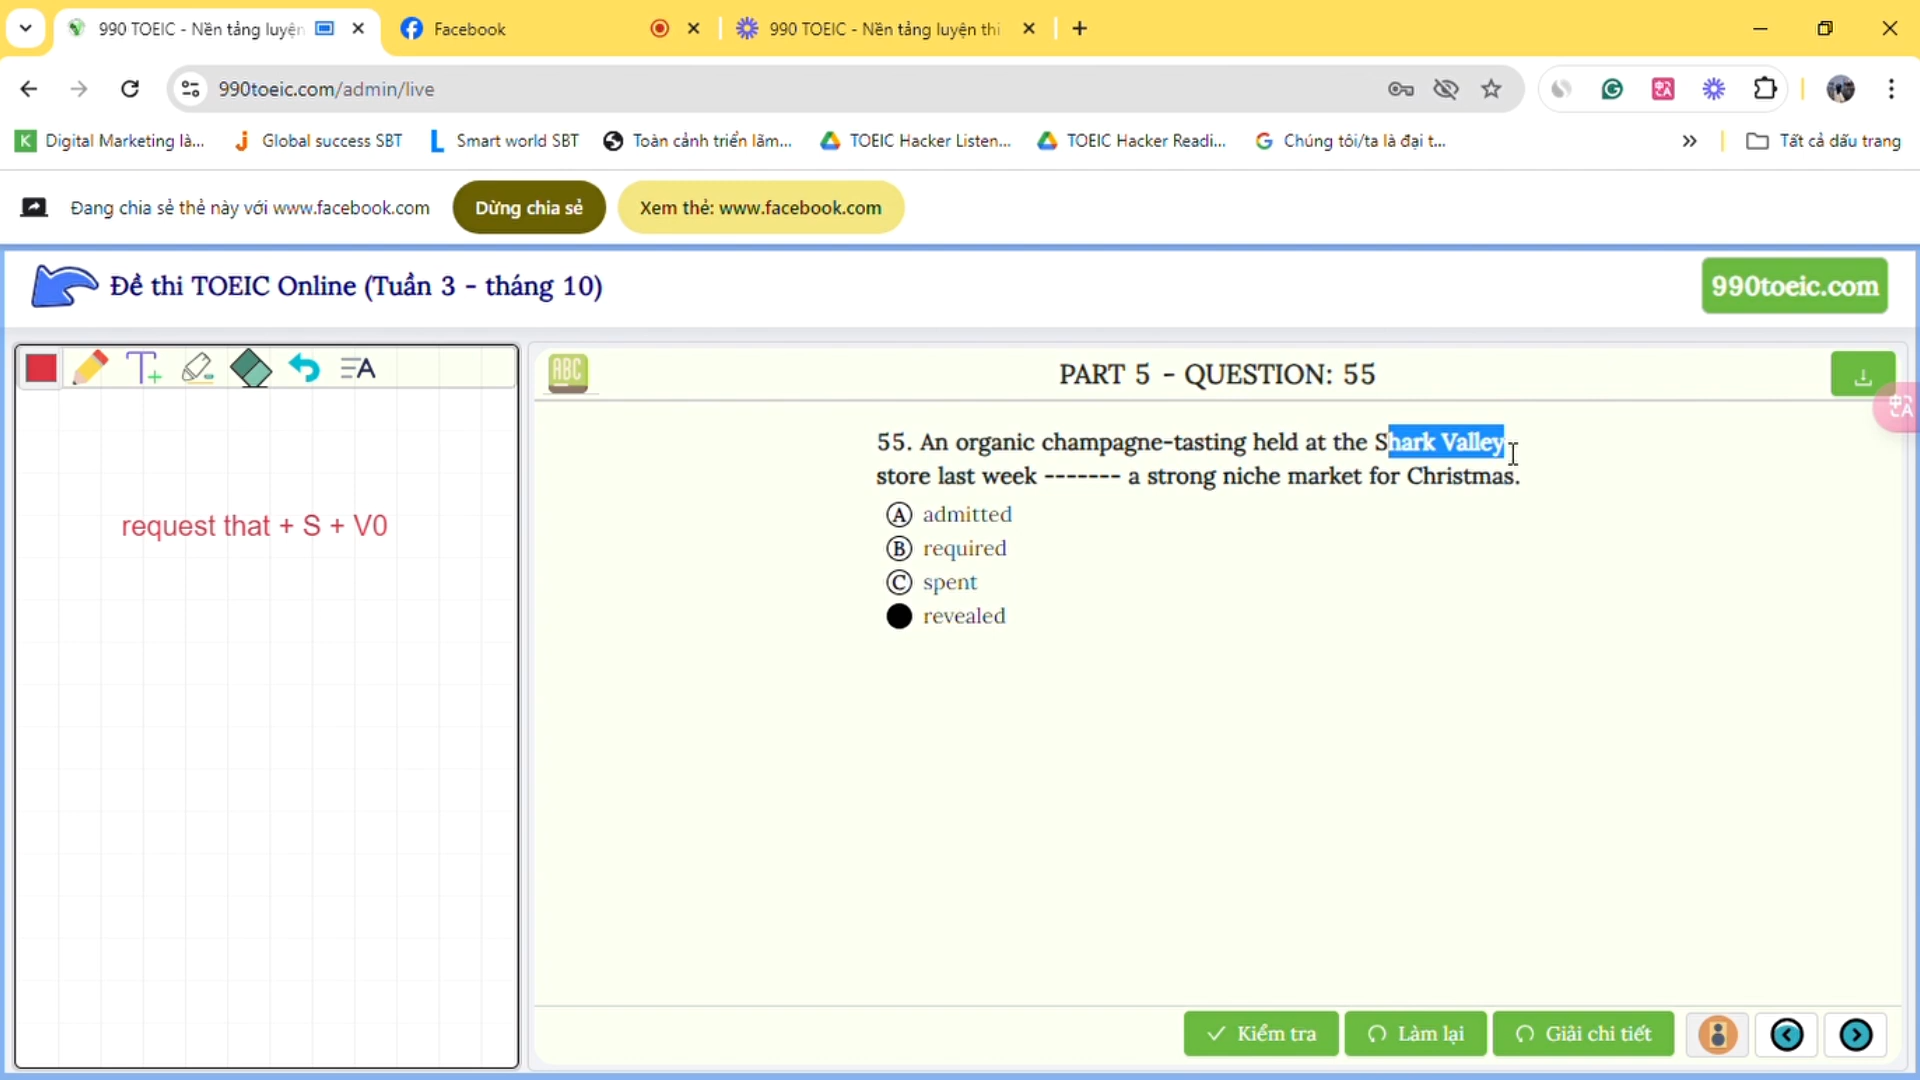 990 TOEIC - Nền tảng luyện
Facebook
990 TOEIC - Nền tảng luyện thi
990toeic.com/admin/live
Digital Marketing là...
Global success SBT
Smart world SBT
Toàn cảnh triển lãm...
TOEIC Hacker Listen...
TOEIC Hacker Readi...
Chúng tôi/ta là đại t...
Tất cả dấu trang
Đang chia sẻ thẻ này với www.facebook.com
Dừng chia sẻ
Xem thẻ: www.facebook.com
Đề thi TOEIC Online (Tuần 3 - tháng 10)
990toeic.com
ABC
PART 5 - QUESTION: 55
55. An organic champagne-tasting held at the Shark Valley
store last week ------- a strong niche market for Christmas.
A admitted
B required
C spent
revealed
request that + S + V0
Kiểm tra
Làm lại
Giải chi tiết